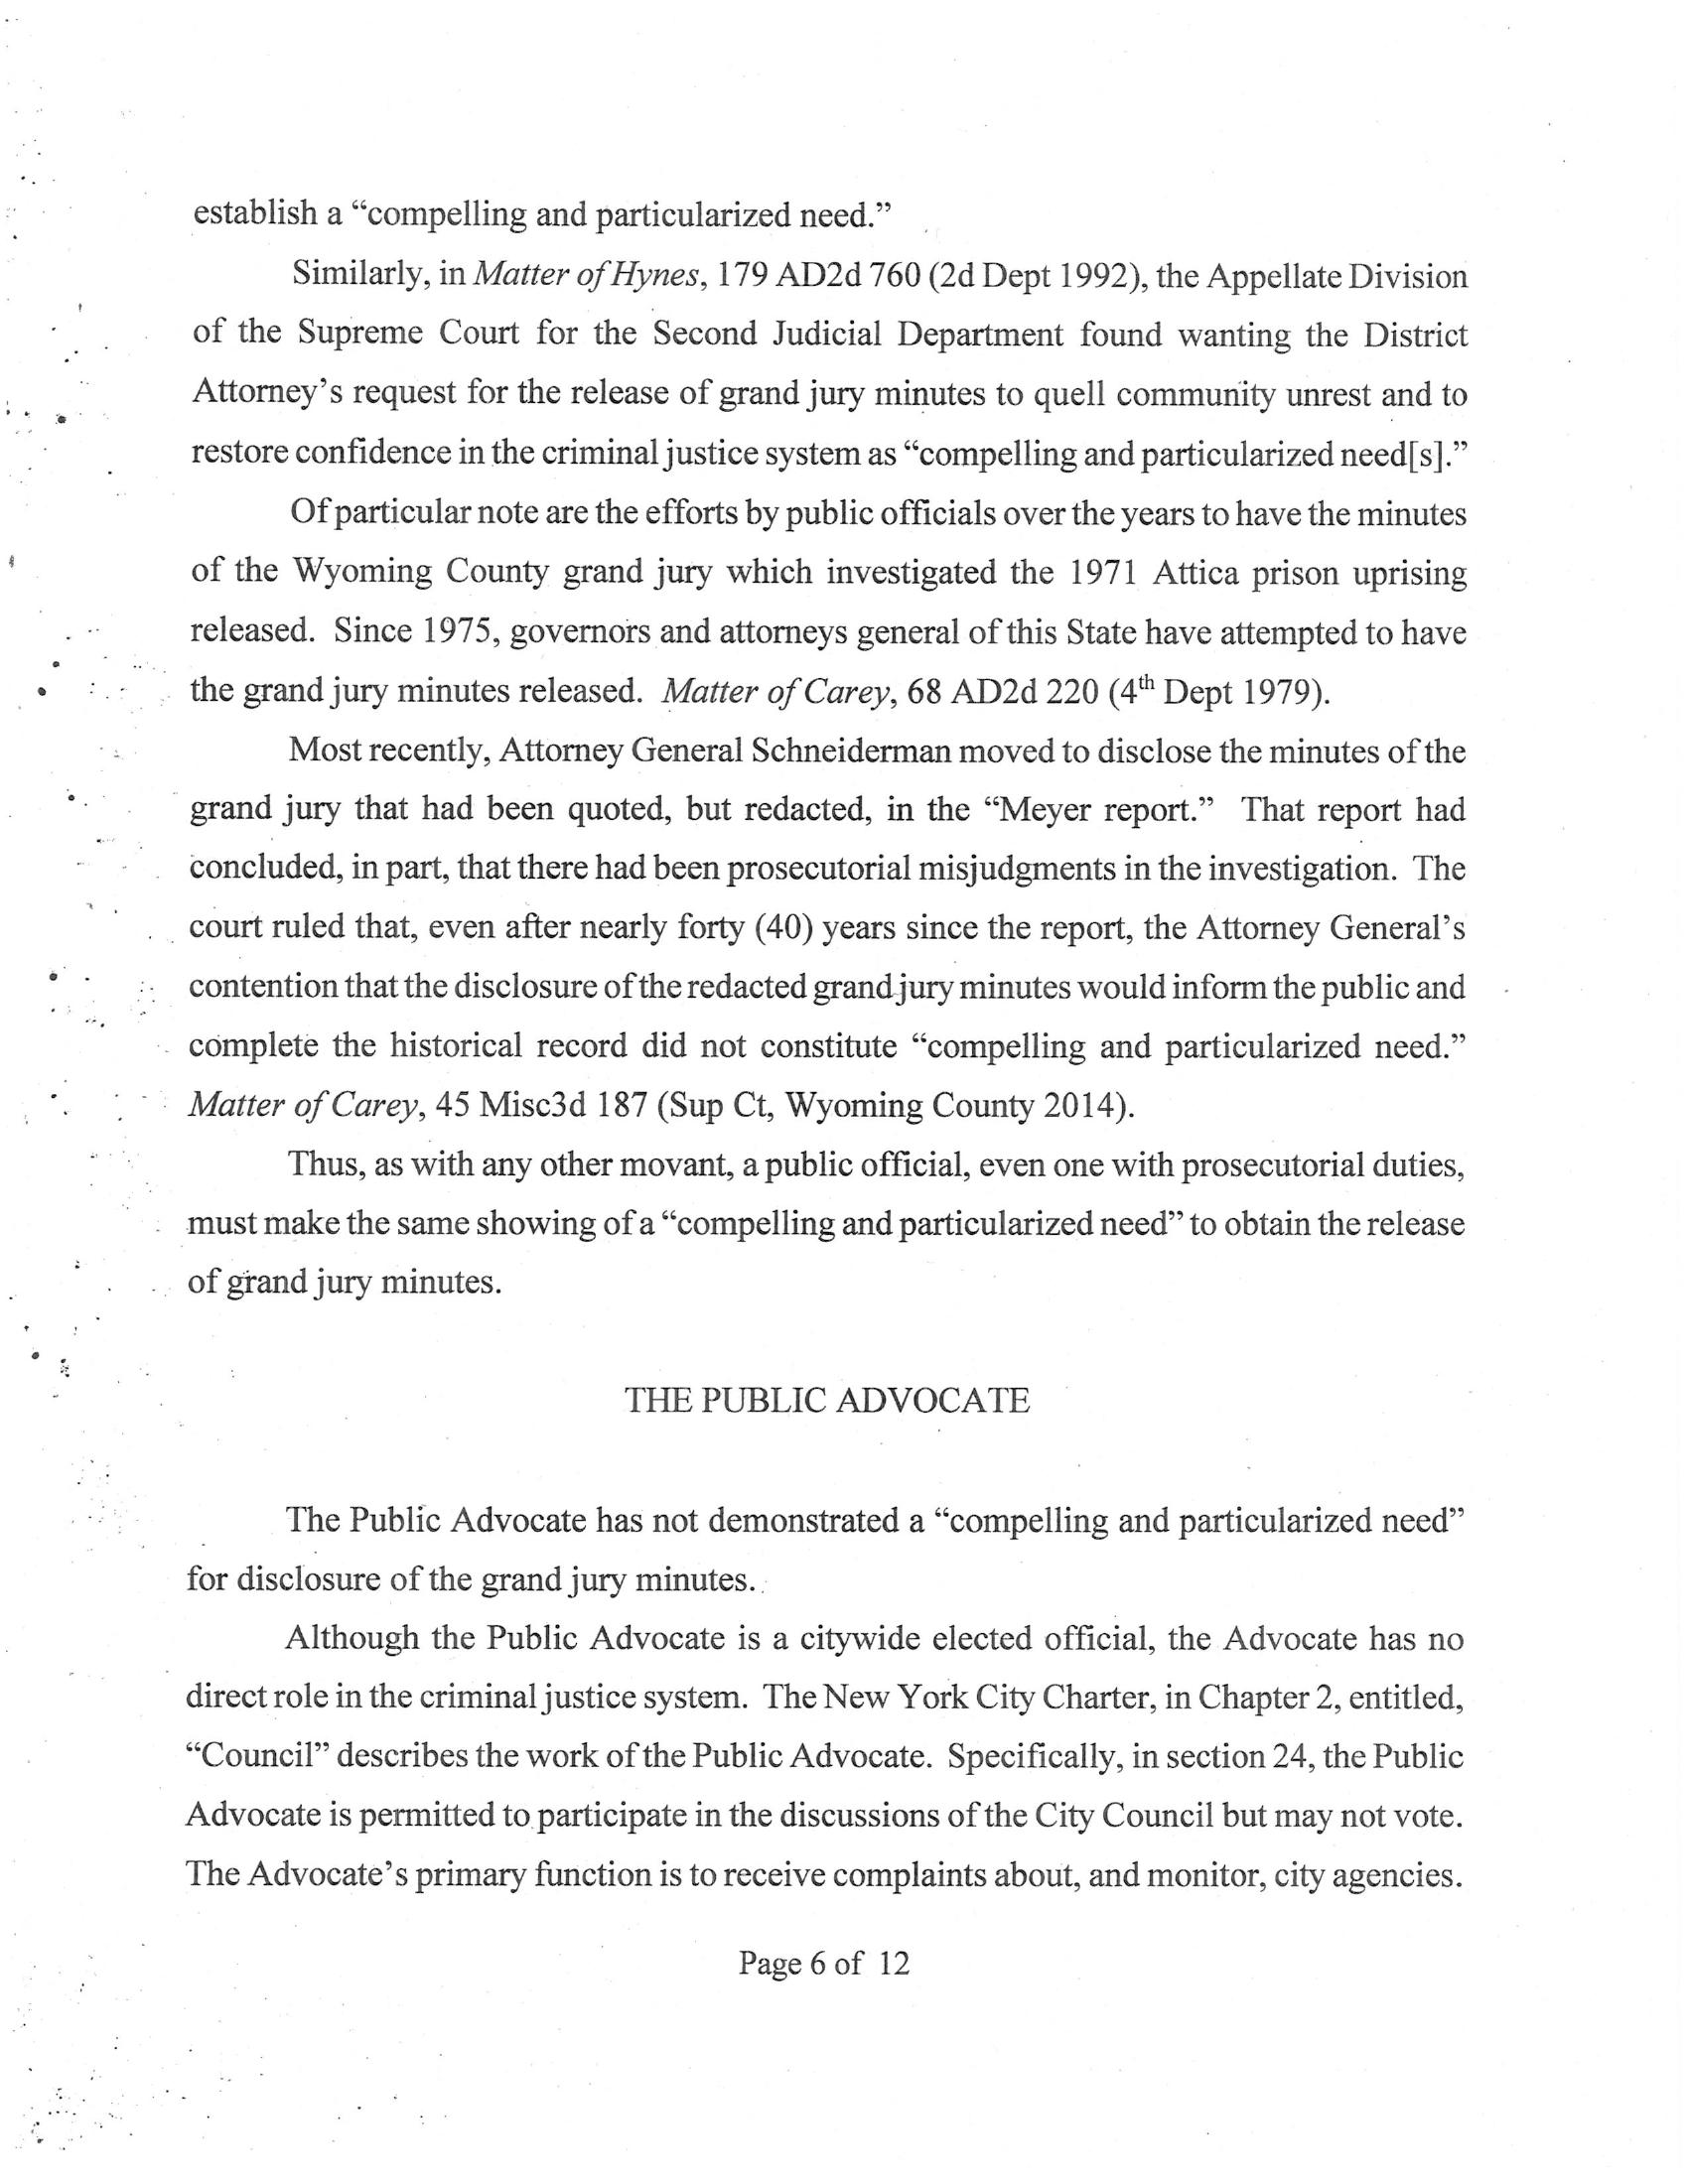 establish a “compelling and particularized need.”
Similarly, in Matter of Hynes, 179 AD2d 760 (2d Dept 1992), the Appellate Division
of the Supreme Court for the Second Judicial Department found wanting the District
Attorney’s request for the release of grand jury minutes to quell community unrest and to
restore confidence in the criminal justice system as “compelling and particularized need[s].”
Of particular note are the efforts by public officials over the years to have the minutes
of the Wyoming County grand jury which investigated the 1971 Attica prison uprising
released. Since 1975, governors and attorneys general of this State have attempted to have
the grand jury minutes released. Matter of Carey, 68 AD2d 220 (4th Dept 1979).
Most recently, Attorney General Schneiderman moved to disclose the minutes of the
grand jury that had been quoted, but redacted, in the “Meyer report.” That report had
concluded, in part, that there had been prosecutorial misjudgments in the investigation. The
court ruled that, even after nearly forty (40) years since the report, the Attorney General’s
contention that the disclosure of the redacted grand jury minutes would inform the public and
complete the historical record did not constitute “compelling and particularized need.”
Matter of Carey, 45 Misc3d 187 (Sup Ct, Wyoming County 2014).
Thus, as with any other movant, a public official, even one with prosecutorial duties,
must make the same showing of a “compelling and particularized need” to obtain the release
of grand jury minutes.
THE PUBLIC ADVOCATE
The Public Advocate has not demonstrated a “compelling and particularized need”
for disclosure of the grand jury minutes.
Although the Public Advocate is a citywide elected official, the Advocate has no
direct role in the criminal justice system. The New York City Charter, in Chapter 2, entitled,
“Council” describes the work of the Public Advocate. Specifically, in section 24, the Public
Advocate is permitted to participate in the discussions of the City Council but may not vote.
The Advocate’s primary function is to receive complaints about, and monitor, city agencies.
Page 6 of 12